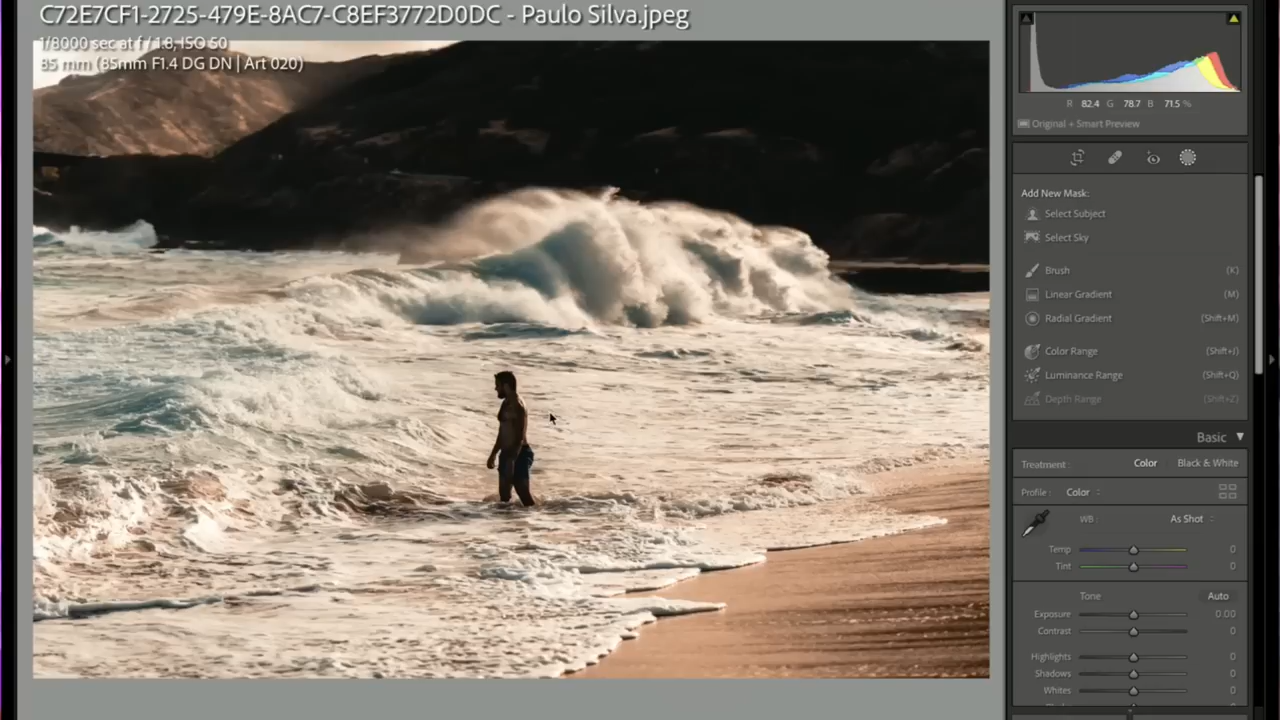 C72E7CF1-2725-479E-8AC7-C8EF3772D0DC - Paulo Silva.jpeg
1/8000 sec at f / 1.8, ISO 50
85 mm (85mm F1.4 DG DN | Art 020)
R 82.4 G 78.7 B 71.5 %
Original + Smart Preview
Add New Mask:
Select Subject
Select Sky
Brush (K)
Linear Gradient (M)
Radial Gradient (Shift+M)
Color Range (Shift+J)
Luminance Range (Shift+Q)
Depth Range (Shift+Z)
Basic
Treatment : Color Black & White
Profile : Color
WB : As Shot
Temp 0
Tint 0
Tone Auto
Exposure 0.00
Contrast 0
Highlights 0
Shadows 0
Whites 0